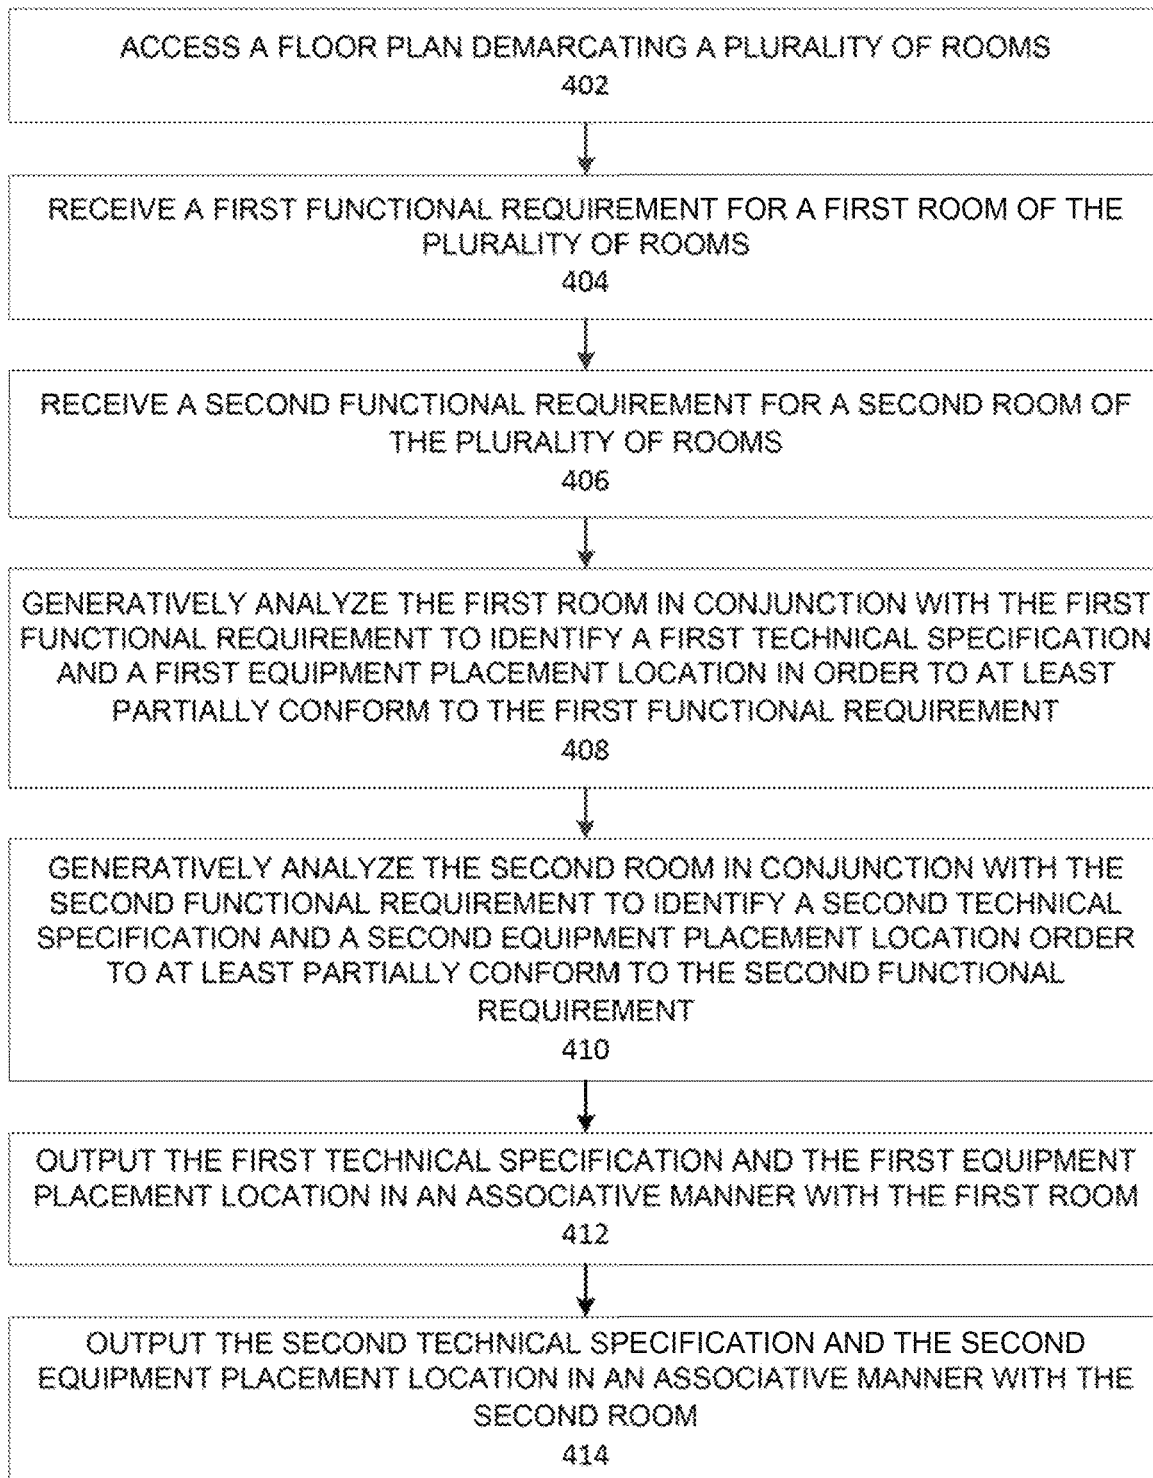 ACCESS A FLOOR PLAN DEMARCATING A PLURALITY OF ROOMS
402
RECEIVE A FIRST FUNCTIONAL REQUIREMENT FOR A FIRST ROOM OF THE
PLURALITY OF ROOMS
404
RECEIVE A SECOND FUNCTIONAL REQUIREMENT FOR A SECOND ROOM OF
THE PLURALITY OF ROOMS
406
GENERATIVELY ANALYZE THE FIRST ROOM IN CONJUNCTION WITH THE FIRST
FUNCTIONAL REQUIREMENT TO IDENTIFY A FIRST TECHNICAL SPECIFICATION
AND A FIRST EQUIPMENT PLACEMENT LOCATION IN ORDER TO AT LEAST
PARTIALLY CONFORM TO THE FIRST FUNCTIONAL REQUIREMENT
408
GENERATIVELY ANALYZE THE SECOND ROOM IN CONJUNCTION WITH THE
SECOND FUNCTIONAL REQUIREMENT TO IDENTIFY A SECOND TECHNICAL
SPECIFICATION AND A SECOND EQUIPMENT PLACEMENT LOCATION ORDER
TO AT LEAST PARTIALLY CONFORM TO THE SECOND FUNCTIONAL
REQUIREMENT
410
OUTPUT THE FIRST TECHNICAL SPECIFICATION AND THE FIRST EQUIPMENT
PLACEMENT LOCATION IN AN ASSOCIATIVE MANNER WITH THE FIRST ROOM
412
OUTPUT THE SECOND TECHNICAL SPECIFICATION AND THE SECOND
EQUIPMENT PLACEMENT LOCATION IN AN ASSOCIATIVE MANNER WITH THE
SECOND ROOM
414